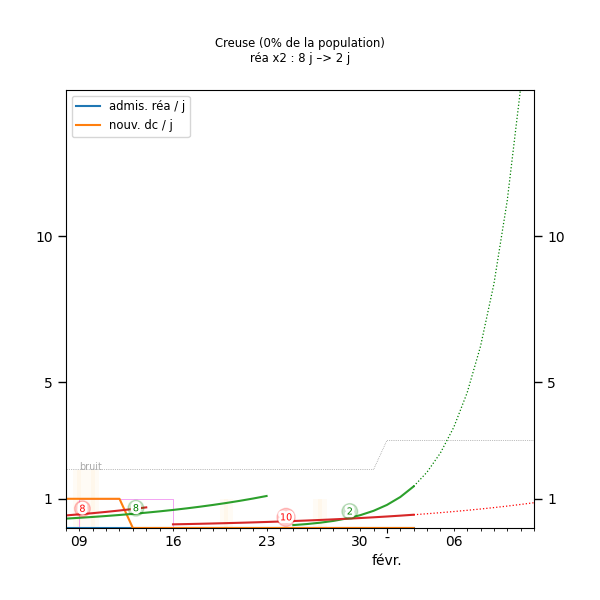 Creuse (0% de la population)
réa x2 : 8 j –> 2 j
admis. réa / j
nouv. dc / j
10
10
5
5
bruit
1
1
8
8
10
2
09
16
23
30
-
06
févr.